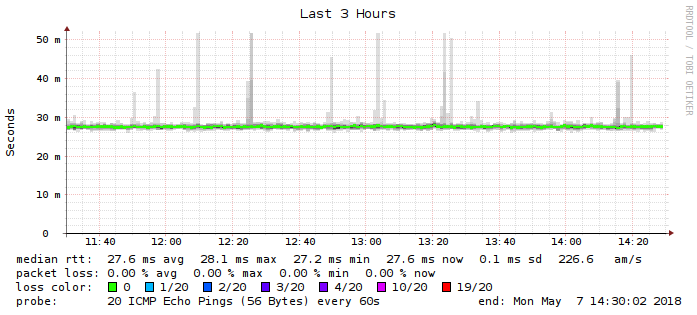 Last 3 Hours
RRDTOOL / TOBI OETIKER
Seconds
50 m
40 m
30 m
20 m
10 m
0
11:40 12:00 12:20 12:40 13:00 13:20 13:40 14:00 14:20
median rtt: 27.6 ms avg 28.1 ms max 27.2 ms min 27.6 ms now 0.1 ms sd 226.6 am/s
packet loss: 0.00 % avg 0.00 % max 0.00 % min 0.00 % now
loss color: 0 1/20 2/20 3/20 4/20 10/20 19/20
probe: 20 ICMP Echo Pings (56 Bytes) every 60s end: Mon May 7 14:30:02 2018